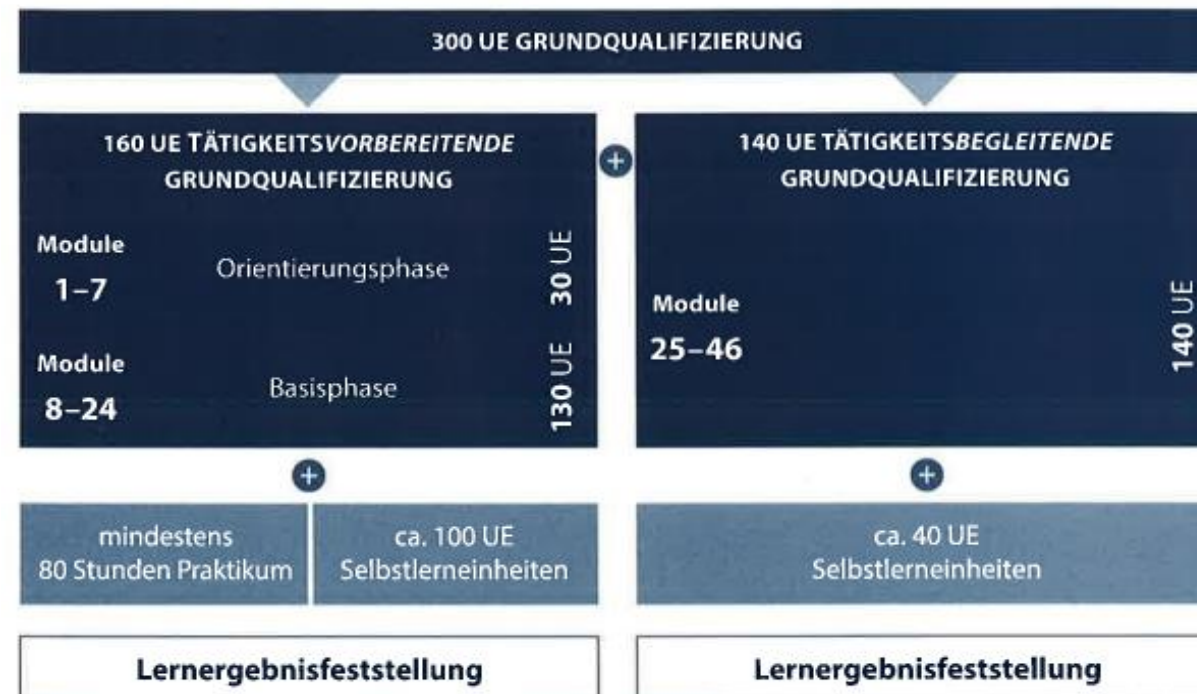 300 UE GRUNDQUALIFIZIERUNG
160 UE TÄTIGKEITSVORBEREITENDE
GRUNDQUALIFIZIERUNG
Module
1–7
Orientierungsphase
30 UE
Module
8–24
Basisphase
130 UE
+
140 UE TÄTIGKEITSBEGLEITENDE
GRUNDQUALIFIZIERUNG
Module
25–46
140 UE
+
mindestens
80 Stunden Praktikum
ca. 100 UE
Selbstlerneinheiten
+
ca. 40 UE
Selbstlerneinheiten
Lernergebnisfeststellung
Lernergebnisfeststellung